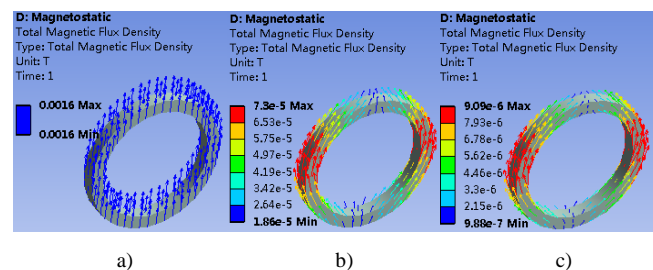 D: Magnetostatic
Total Magnetic Flux Density
Type: Total Magnetic Flux Density
Unit: T
Time: 1
0.0016 Max
0.0016 Min
D: Magnetostatic
Total Magnetic Flux Density
Type: Total Magnetic Flux Density
Unit: T
Time: 1
7.3e-5 Max
6.53e-5
5.75e-5
4.97e-5
4.19e-5
3.42e-5
2.64e-5
1.86e-5 Min
D: Magnetostatic
Total Magnetic Flux Density
Type: Total Magnetic Flux Density
Unit: T
Time: 1
9.09e-6 Max
7.93e-6
6.78e-6
5.62e-6
4.46e-6
3.3e-6
2.15e-6
9.88e-7 Min
a)
b)
c)